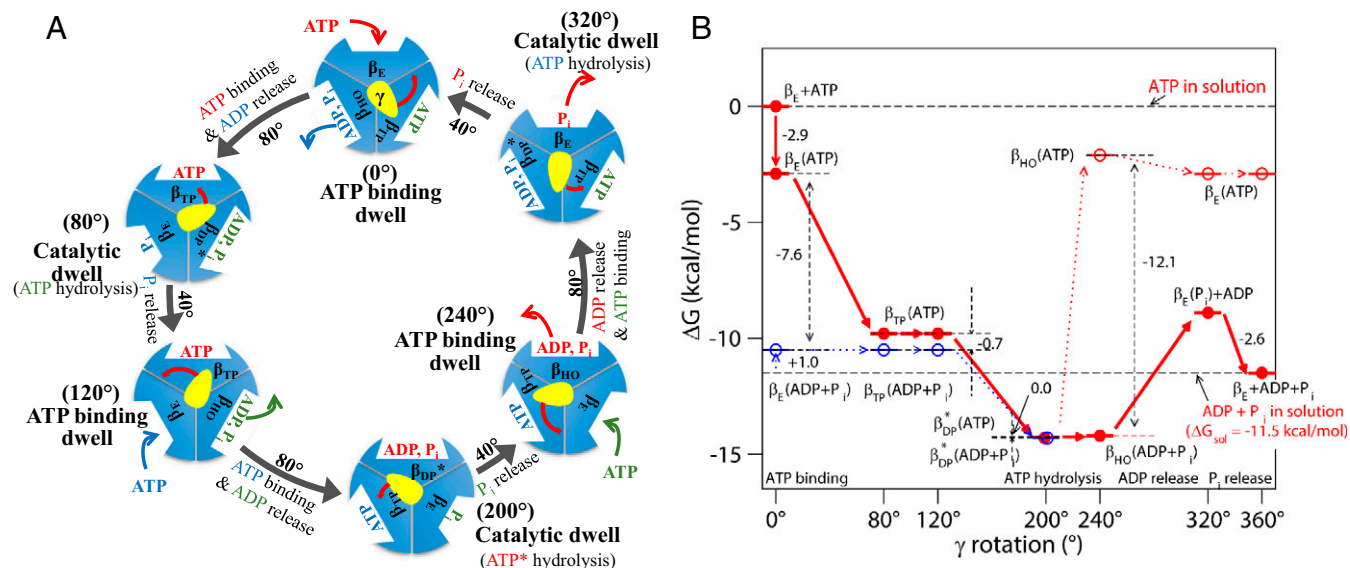 A
ATP
βE
γ
βHO
βTP
ADP, Pi
ATP
(0°)
ATP binding
dwell
ATP binding
& ADP release
80°
(80°)
Catalytic
dwell
(ATP hydrolysis)
ATP
βTP
βE
βDP*
Pi
ADP, Pi
Pi release
40°
(120°)
ATP binding
dwell
ATP
βTP
βE
βHO
ADP, Pi
ATP
80°
ATP binding
& ADP release
ADP, Pi
βDP*
βTP
βE
ATP
Pi
(200°)
Catalytic dwell
(ATP* hydrolysis)
40°
Pi release
(240°)
ATP binding
dwell
ADP, Pi
βHO
βTP
βE
ATP
ATP
80°
ADP release
& ATP binding
(320°)
Catalytic dwell
(ATP hydrolysis)
Pi
βE
βDP*
βTP
ADP, Pi
ATP
Pi release
40°
B
ΔG (kcal/mol)
0
-5
-10
-15
βE+ATP
ATP in solution
-2.9
βE(ATP)
βHO(ATP)
βE(ATP)
-7.6
-12.1
βE(Pi)+ADP
βTP(ATP)
-0.7
-2.6
+1.0
βE(ADP+Pi)
βTP(ADP+Pi)
0.0
βE+ADP+Pi
β*DP(ATP)
β*DP(ADP+Pi)
βHO(ADP+Pi)
ADP + Pi in solution
(ΔGsol = -11.5 kcal/mol)
ATP binding
ATP hydrolysis
ADP release
Pi release
0°
80°
120°
200°
240°
320°
360°
γ rotation (°)